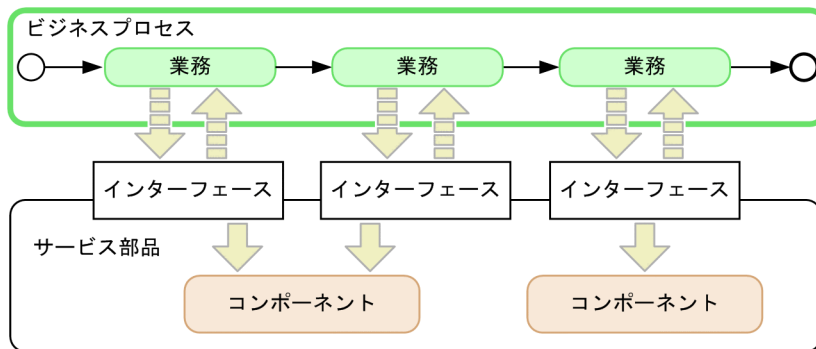 ビジネスプロセス
業務
業務
業務
インターフェース
インターフェース
インターフェース
サービス部品
コンポーネント
コンポーネント